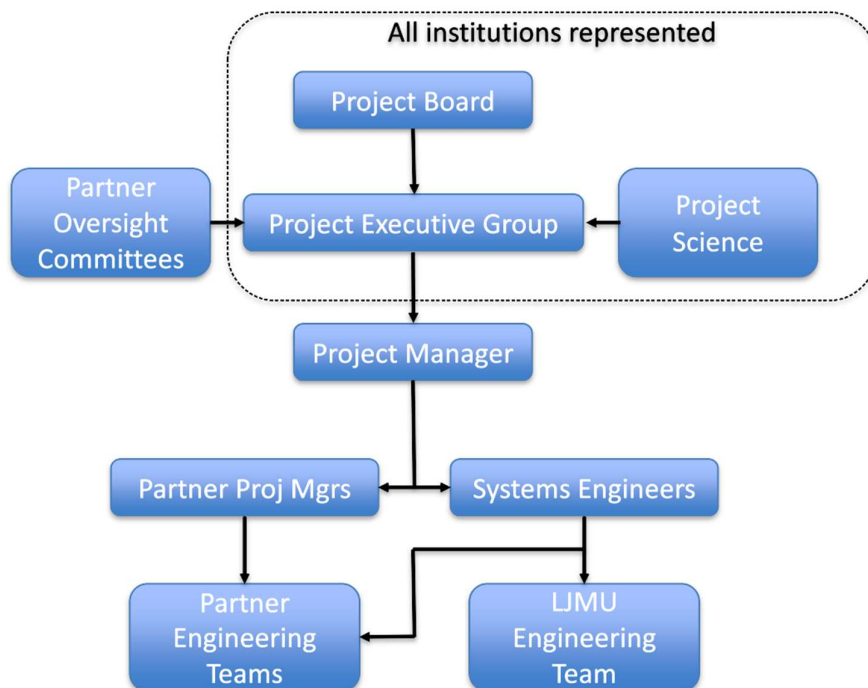 All institutions represented
Project Board
Partner
Oversight
Committees
Project Executive Group
Project
Science
Project Manager
Partner Proj Mgrs
Systems Engineers
Partner
Engineering
Teams
LJMU
Engineering
Team